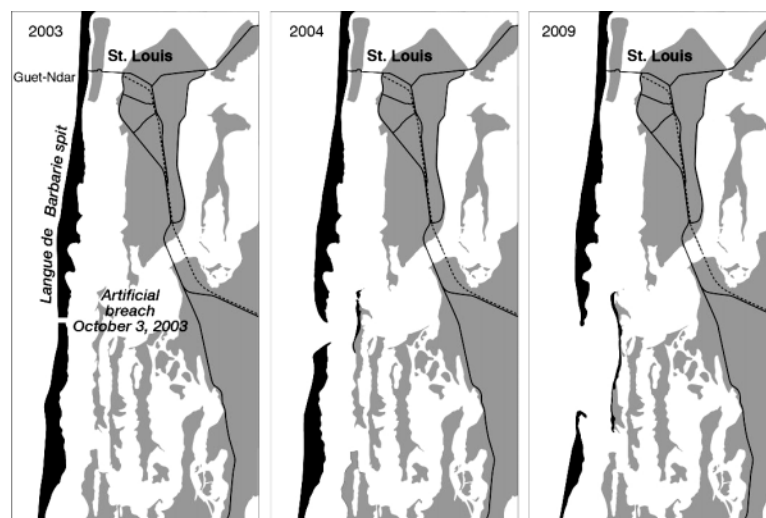 2003
St. Louis
Guet-Ndar
Langue de Barbarie spit
Artificial
breach
October 3, 2003
2004
St. Louis
2009
St. Louis